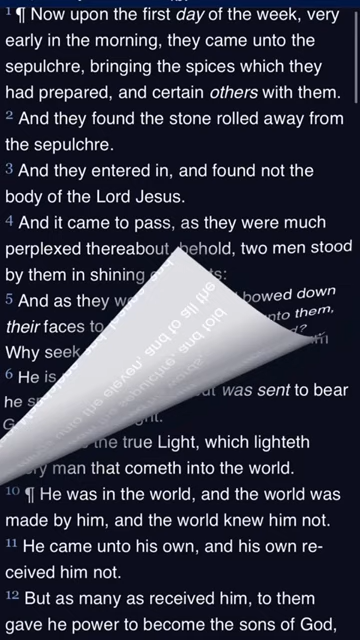 1 ¶ Now upon the first day of the week, very
early in the morning, they came unto the
sepulchre, bringing the spices which they
had prepared, and certain others with them.
2 And they found the stone rolled away from
the sepulchre.
3 And they entered in, and found not the
body of the Lord Jesus.
4 And it came to pass, as they were much
perplexed thereabout, behold, two men stood
by them in shining
5 And as they bowed down
their faces to unto them,
Why seek
6 He is was sent to bear
he
the true Light, which lighteth
man that cometh into the world.
10 ¶ He was in the world, and the world was
made by him, and the world knew him not.
11 He came unto his own, and his own re-
ceived him not.
12 But as many as received him, to them
gave he power to become the sons of God,